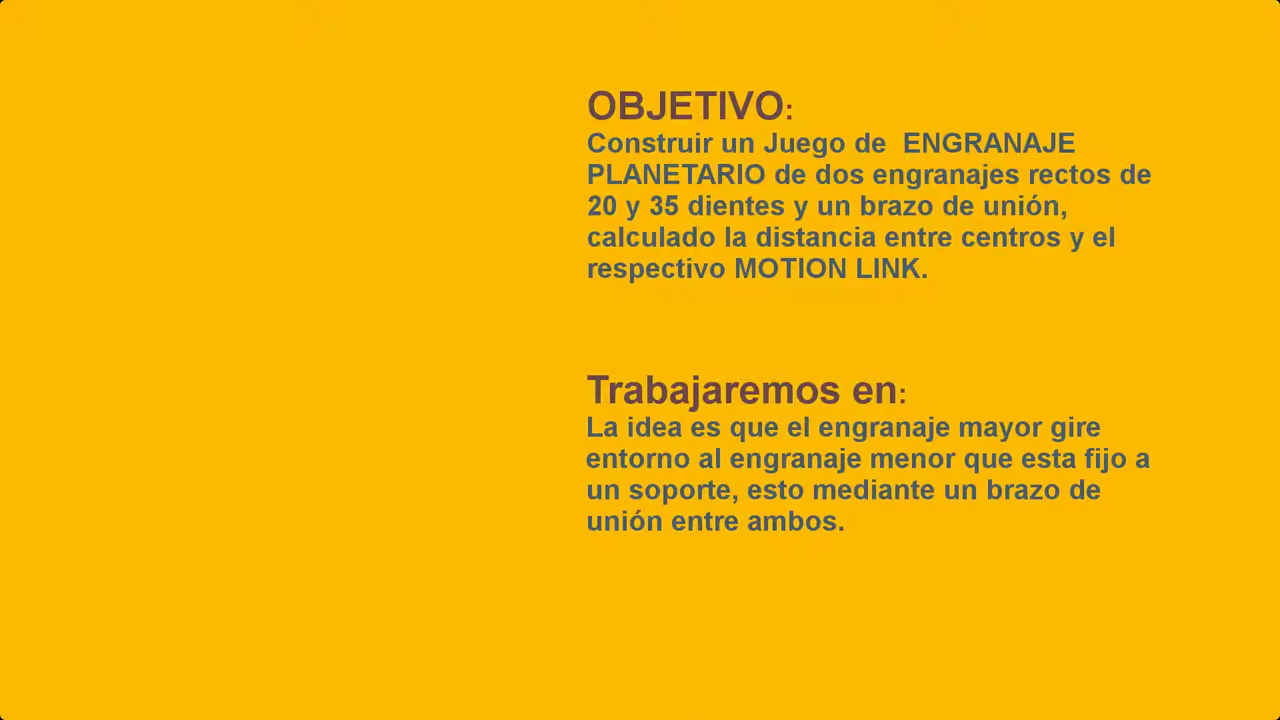 OBJETIVO:
Construir un Juego de  ENGRANAJE
PLANETARIO de dos engranajes rectos de
20 y 35 dientes y un brazo de unión,
calculado la distancia entre centros y el
respectivo MOTION LINK.
Trabajaremos en:
La idea es que el engranaje mayor gire
entorno al engranaje menor que esta fijo a
un soporte, esto mediante un brazo de
unión entre ambos.